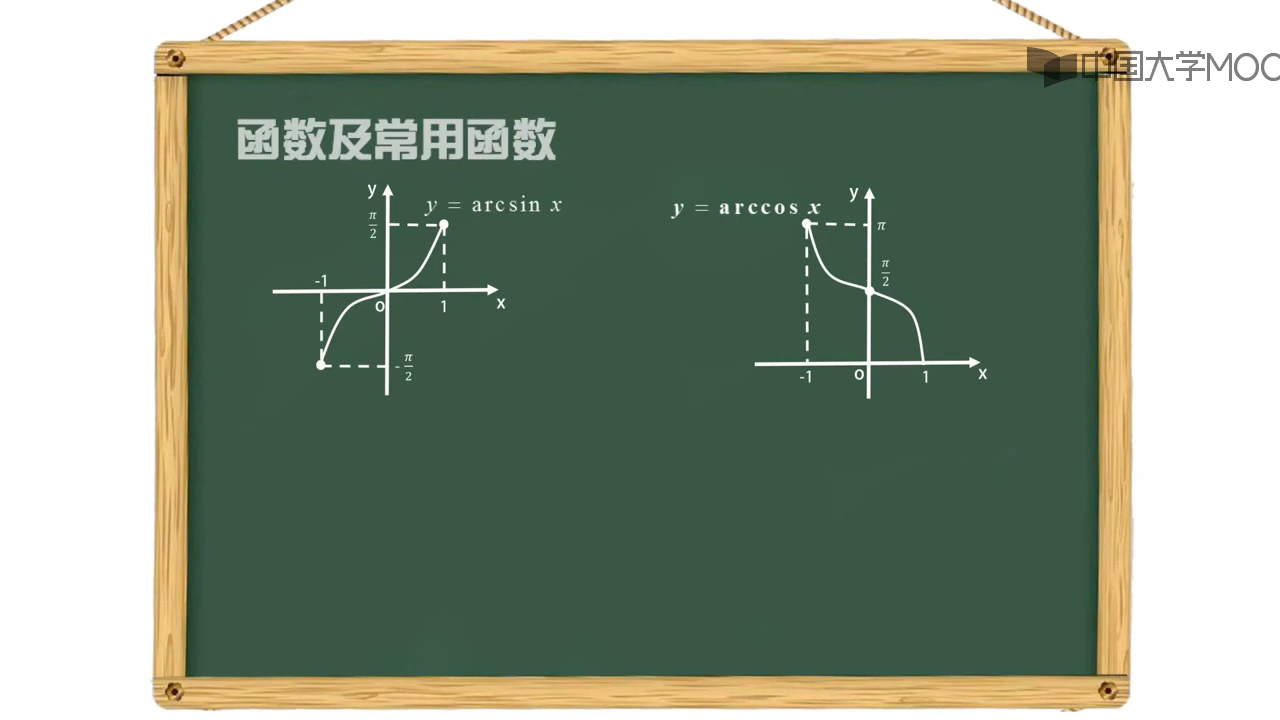 中国大学MOOC
函数及常用函数
y
π/2
y = arcsin x
-1
O
1
x
-π/2
y = arccos x
y
π
π/2
-1
O
1
x